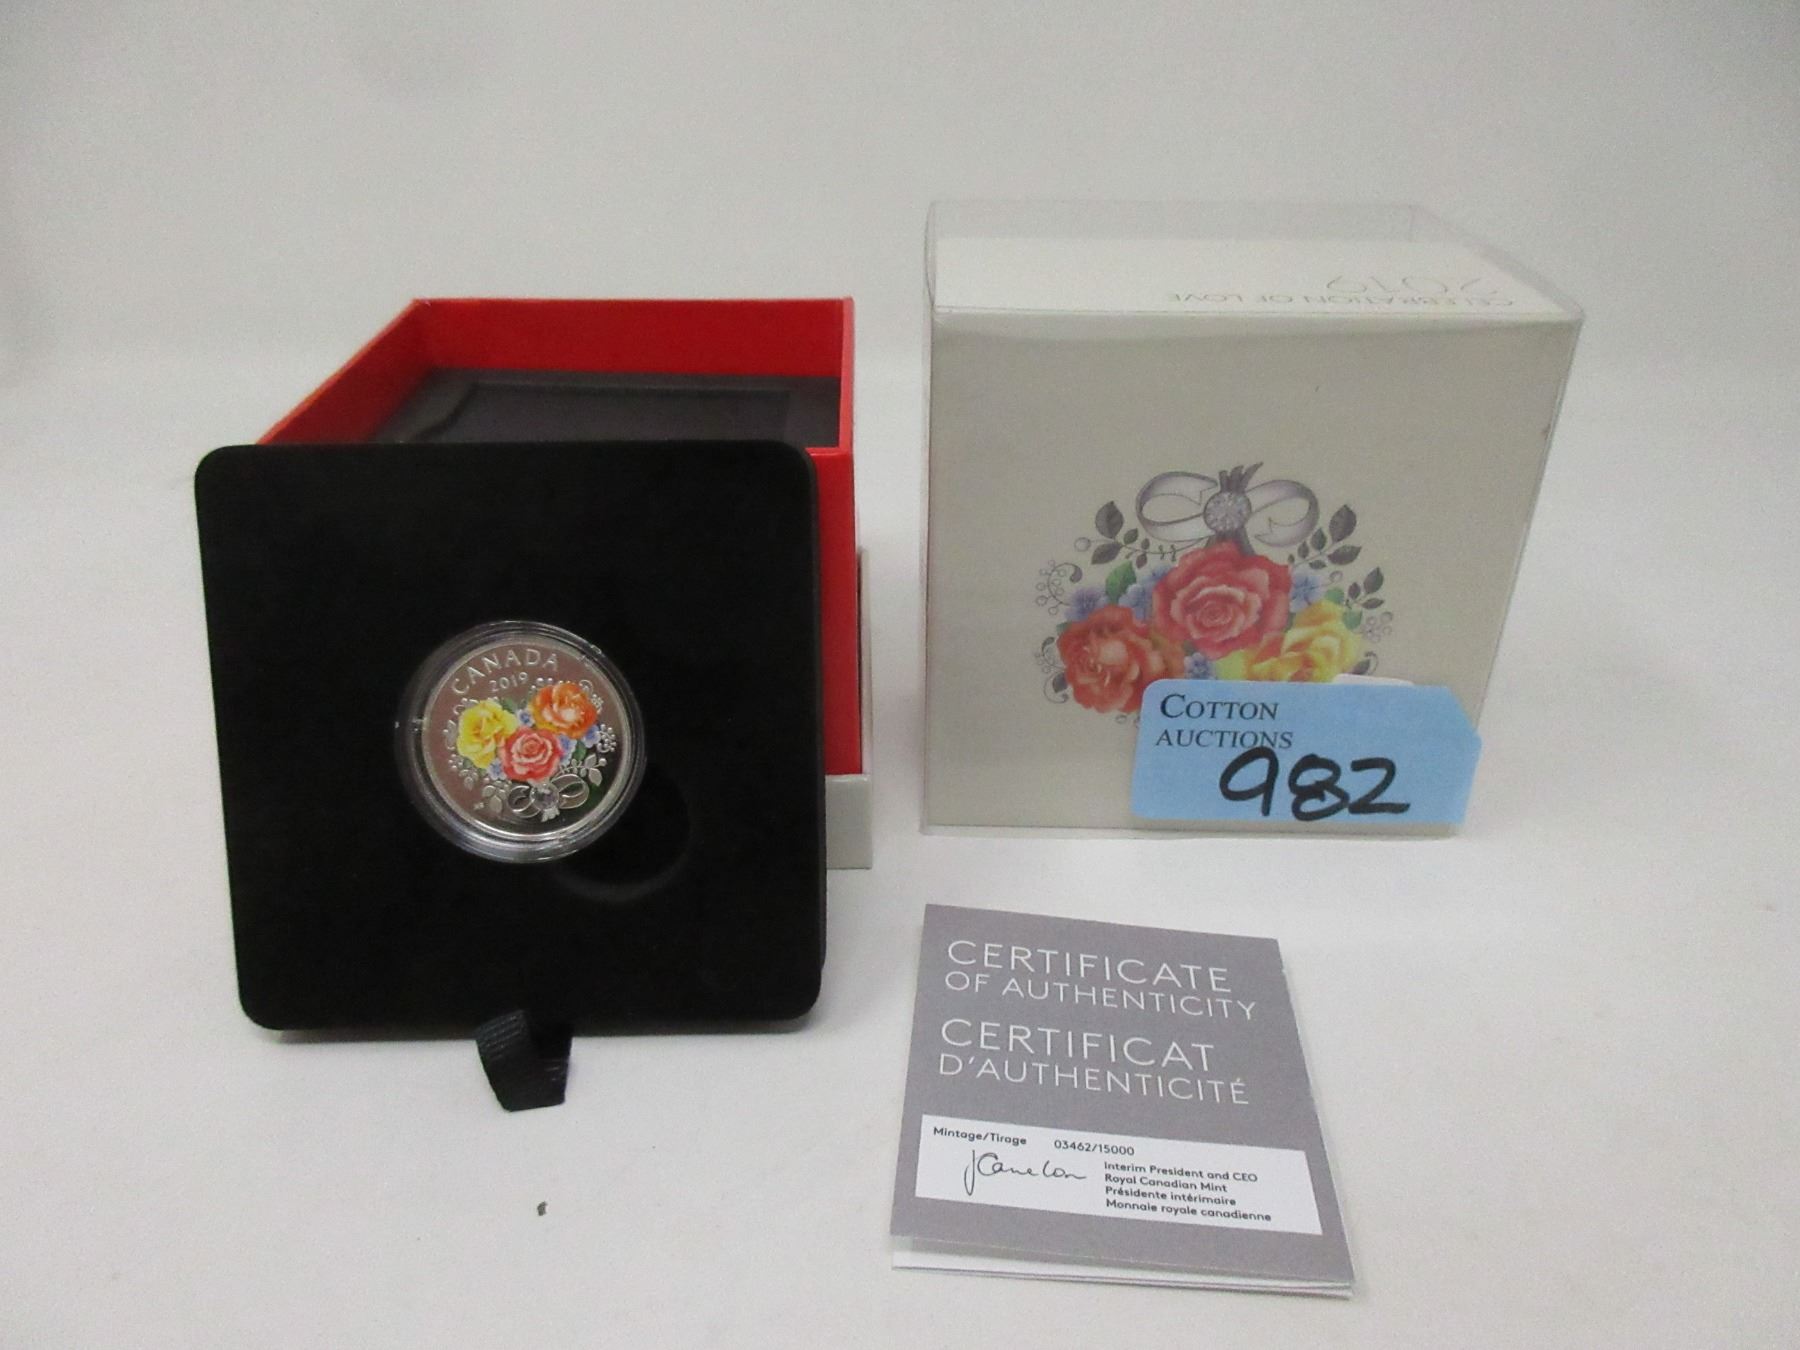 CANADA
2019
2019
CELEBRATION OF LOVE
COTTON
AUCTIONS
982
CERTIFICATE
OF AUTHENTICITY
CERTIFICAT
D'AUTHENTICITÉ
Mintage/Tirage 03462/15000
Interim President and CEO
Royal Canadian Mint
Présidente intérimaire
Monnaie royale canadienne